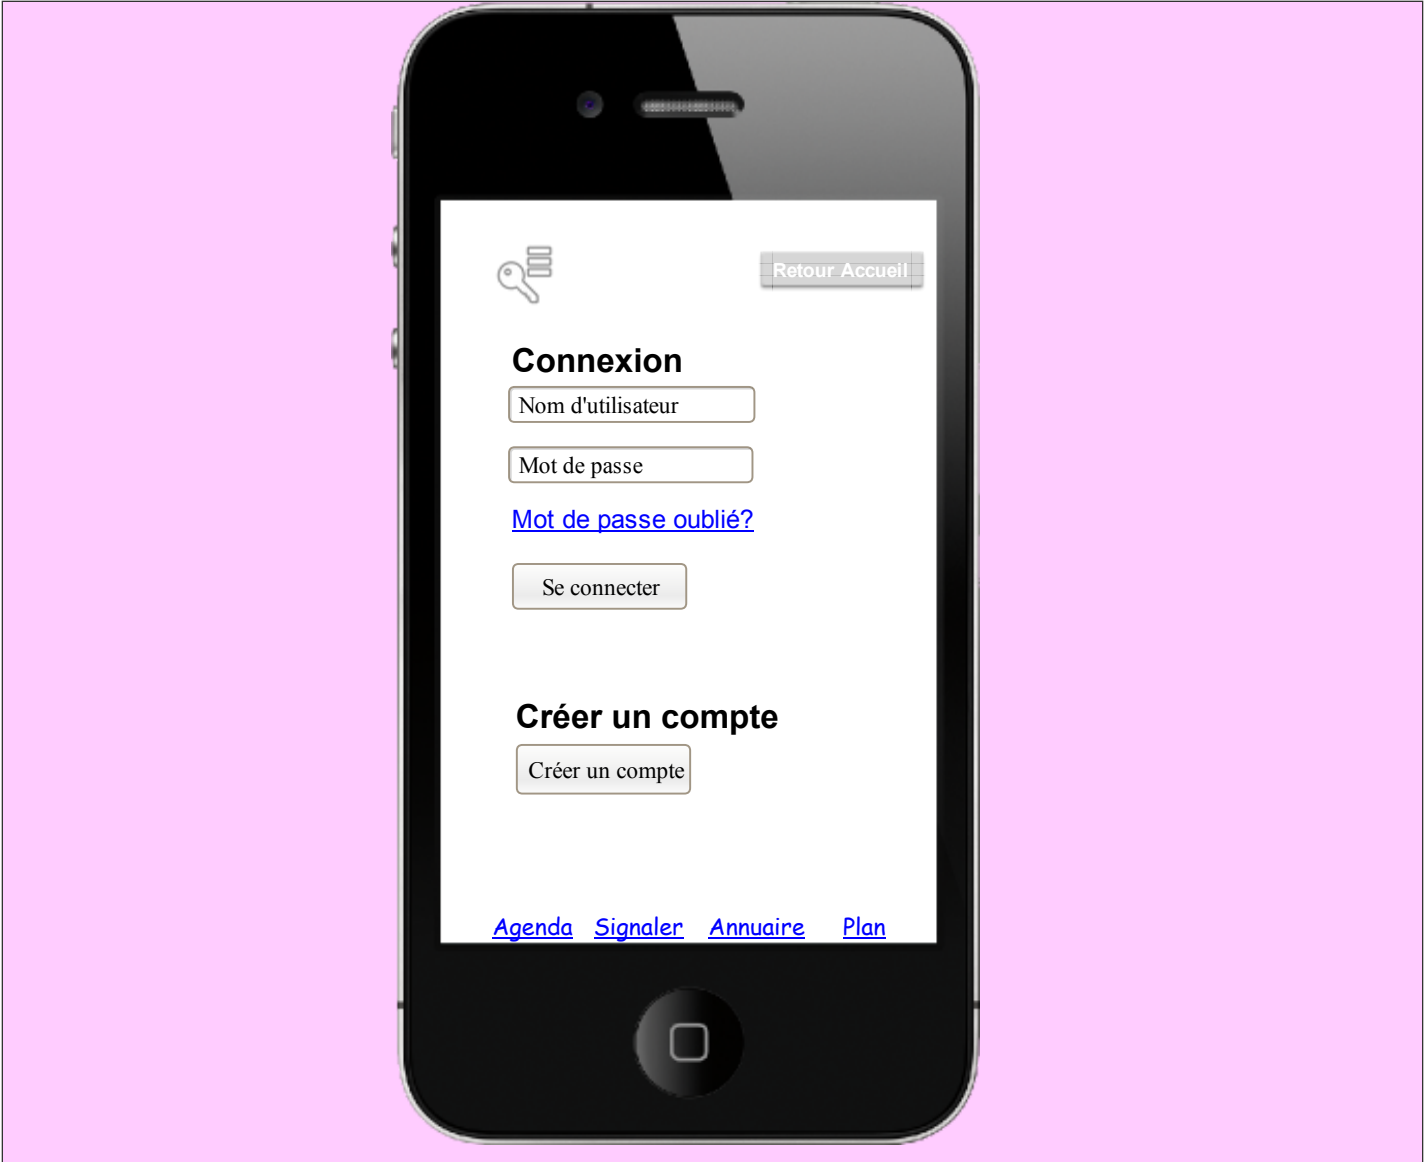 Retour Accueil
Connexion
Nom d'utilisateur
Mot de passe
Mot de passe oublié?
Se connecter
Créer un compte
Créer un compte
Agenda Signaler Annuaire Plan